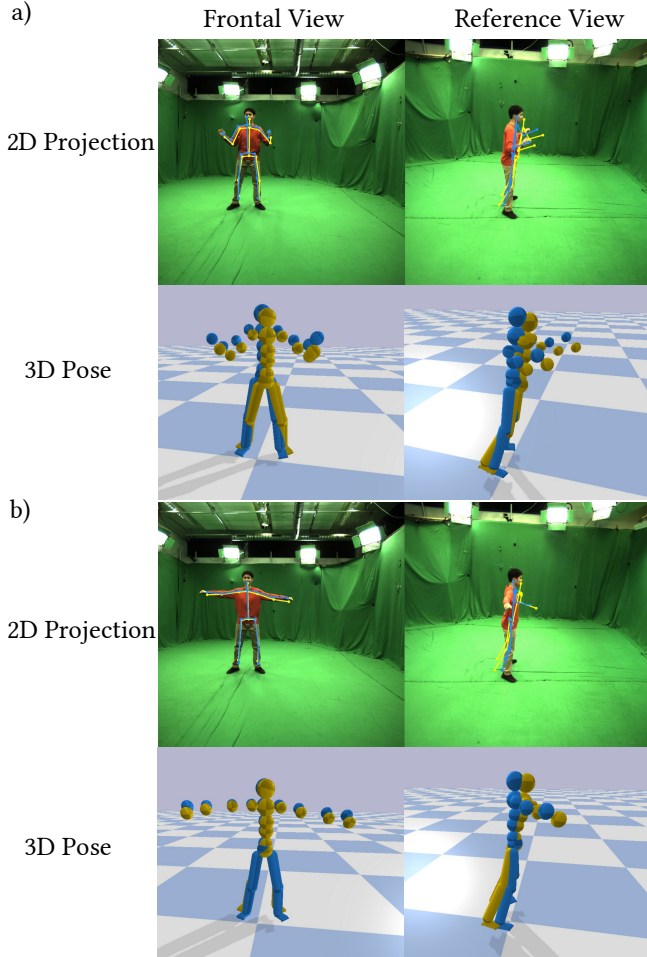 a)
Frontal View Reference View
2D Projection
3D Pose
b)
2D Projection
3D Pose